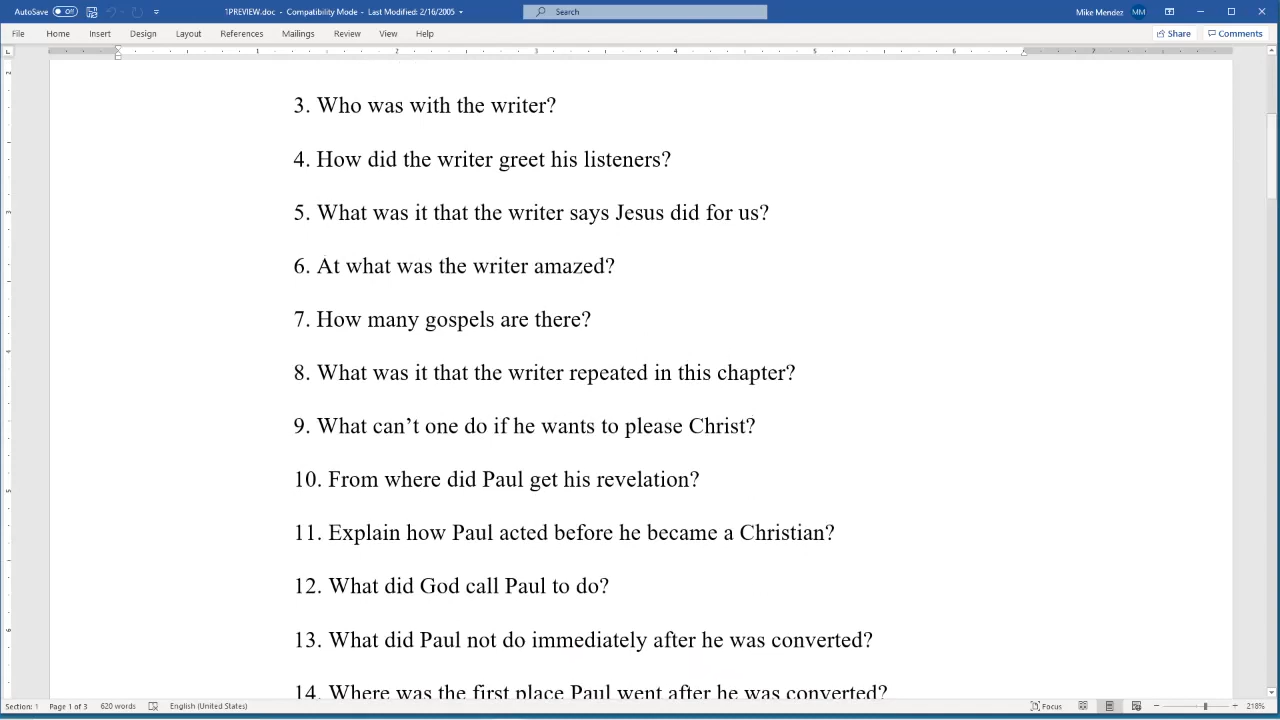 AutoSave Off 1PREVIEW.doc - Compatibility Mode - Last Modified: 2/16/2005 Search Mike Mendez MM
File Home Insert Design Layout References Mailings Review View Help Share Comments
1 2 3 4 5 6 7
3. Who was with the writer?
4. How did the writer greet his listeners?
5. What was it that the writer says Jesus did for us?
6. At what was the writer amazed?
7. How many gospels are there?
8. What was it that the writer repeated in this chapter?
9. What can’t one do if he wants to please Christ?
10. From where did Paul get his revelation?
11. Explain how Paul acted before he became a Christian?
12. What did God call Paul to do?
13. What did Paul not do immediately after he was converted?
14. Where was the first place Paul went after he was converted?
Section: 1 Page 1 of 3 620 words English (United States) Focus 218%